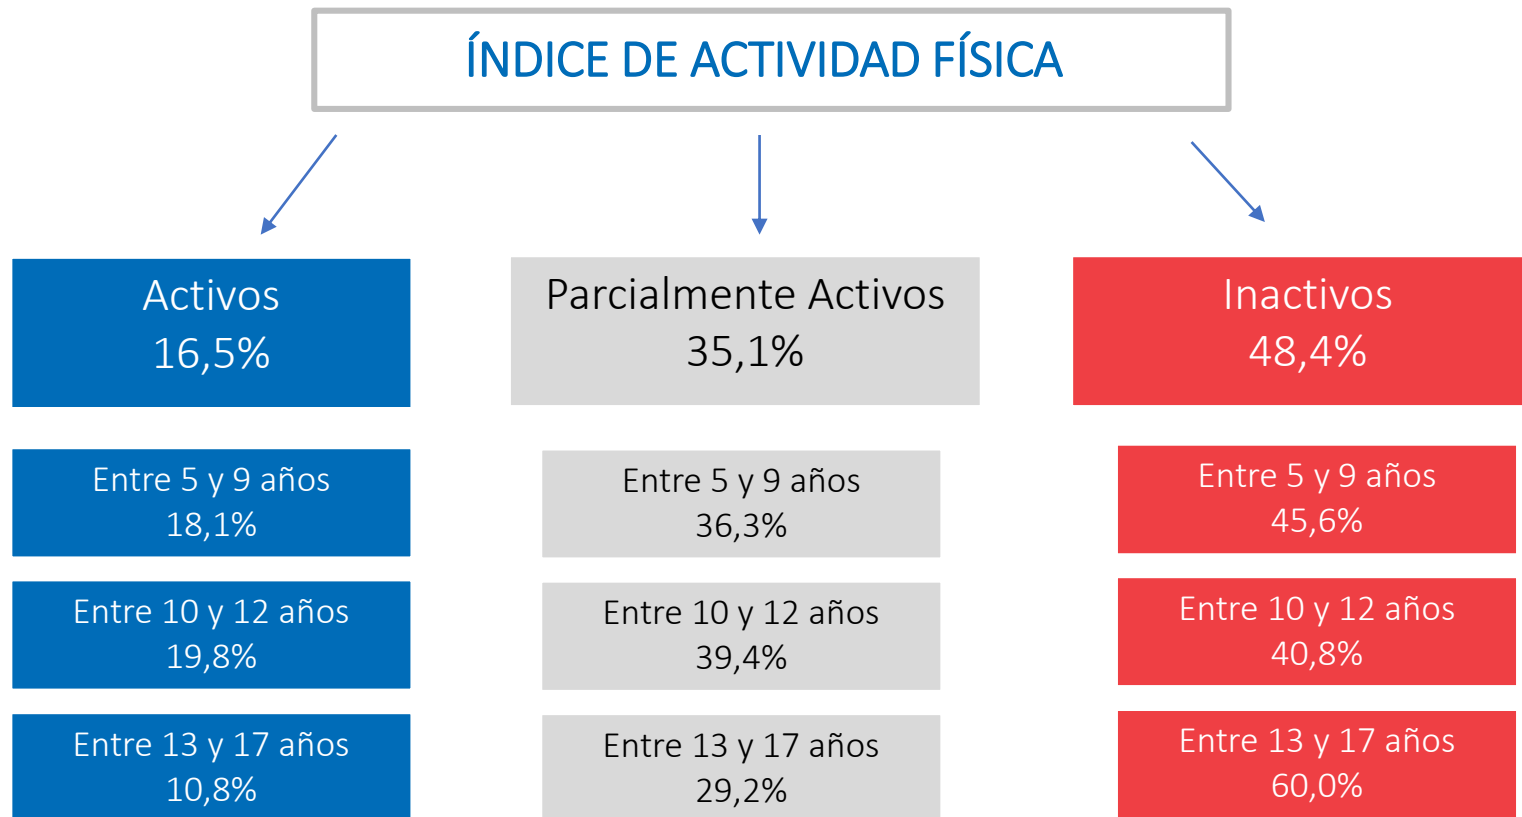 ÍNDICE DE ACTIVIDAD FÍSICA
Activos
16,5%
Entre 5 y 9 años
18,1%
Entre 10 y 12 años
19,8%
Entre 13 y 17 años
10,8%
Parcialmente Activos
35,1%
Entre 5 y 9 años
36,3%
Entre 10 y 12 años
39,4%
Entre 13 y 17 años
29,2%
Inactivos
48,4%
Entre 5 y 9 años
45,6%
Entre 10 y 12 años
40,8%
Entre 13 y 17 años
60,0%